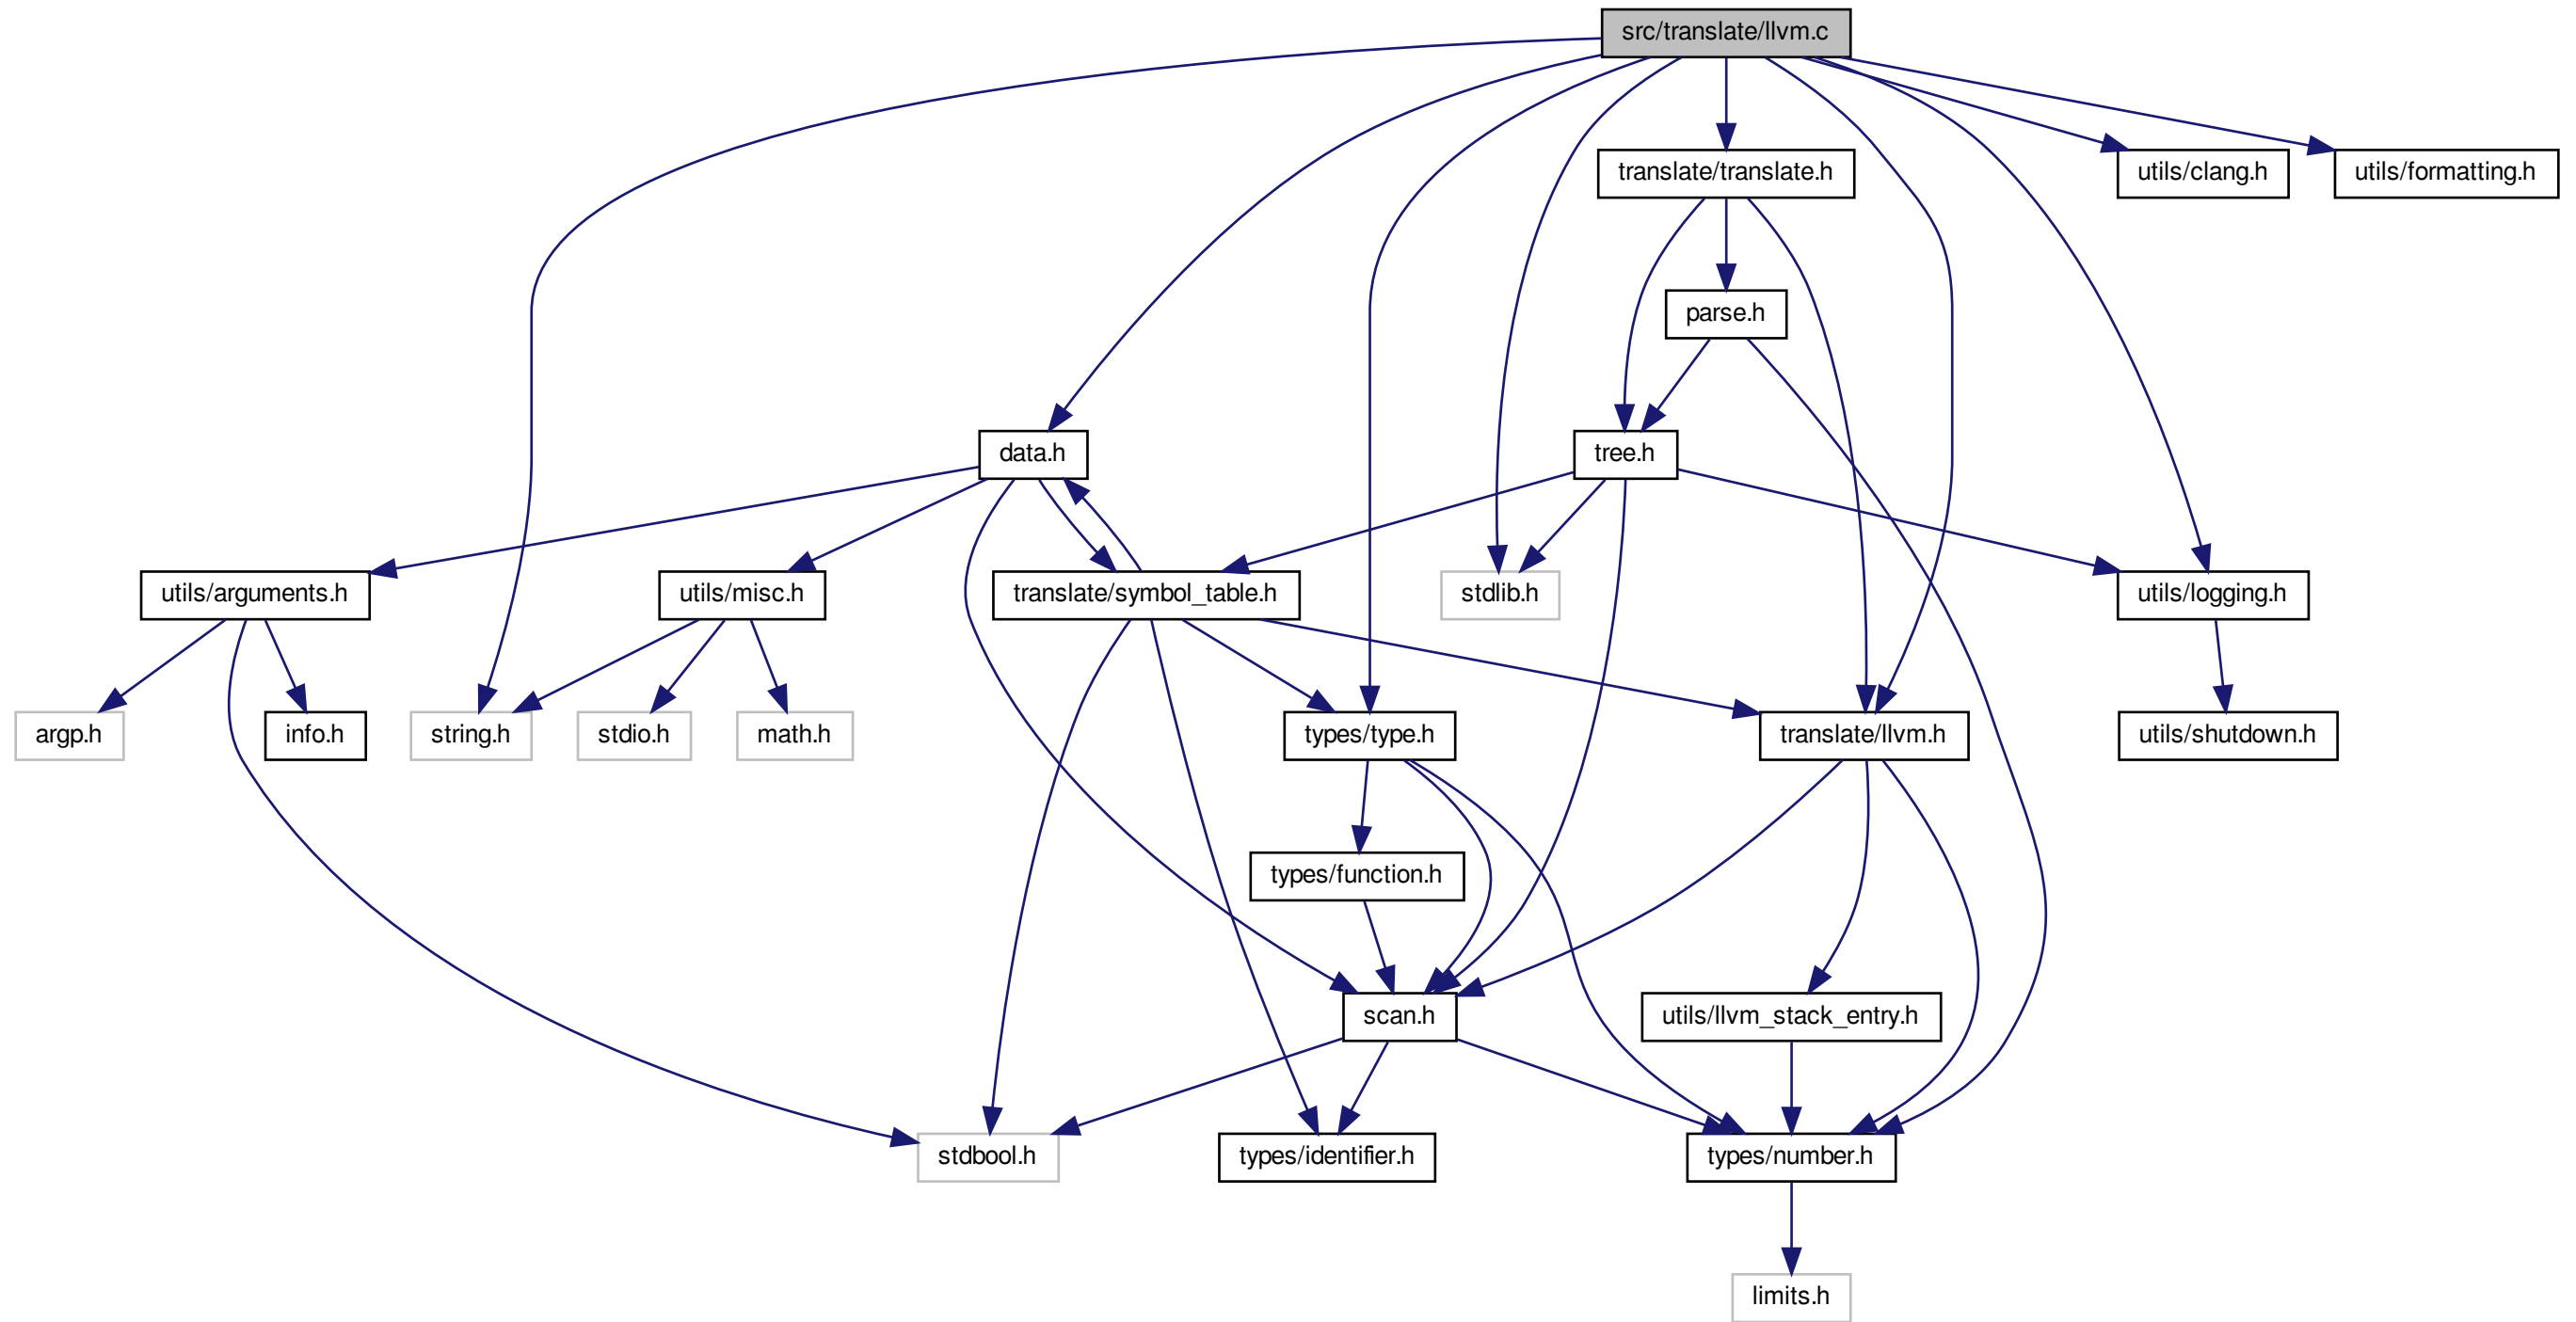 src/translate/llvm.c
translate/translate.h
utils/clang.h
utils/formatting.h
parse.h
data.h
tree.h
utils/arguments.h
utils/misc.h
translate/symbol_table.h
stdlib.h
utils/logging.h
argp.h
info.h
string.h
stdio.h
math.h
types/type.h
translate/llvm.h
utils/shutdown.h
types/function.h
scan.h
utils/llvm_stack_entry.h
stdbool.h
types/identifier.h
types/number.h
limits.h